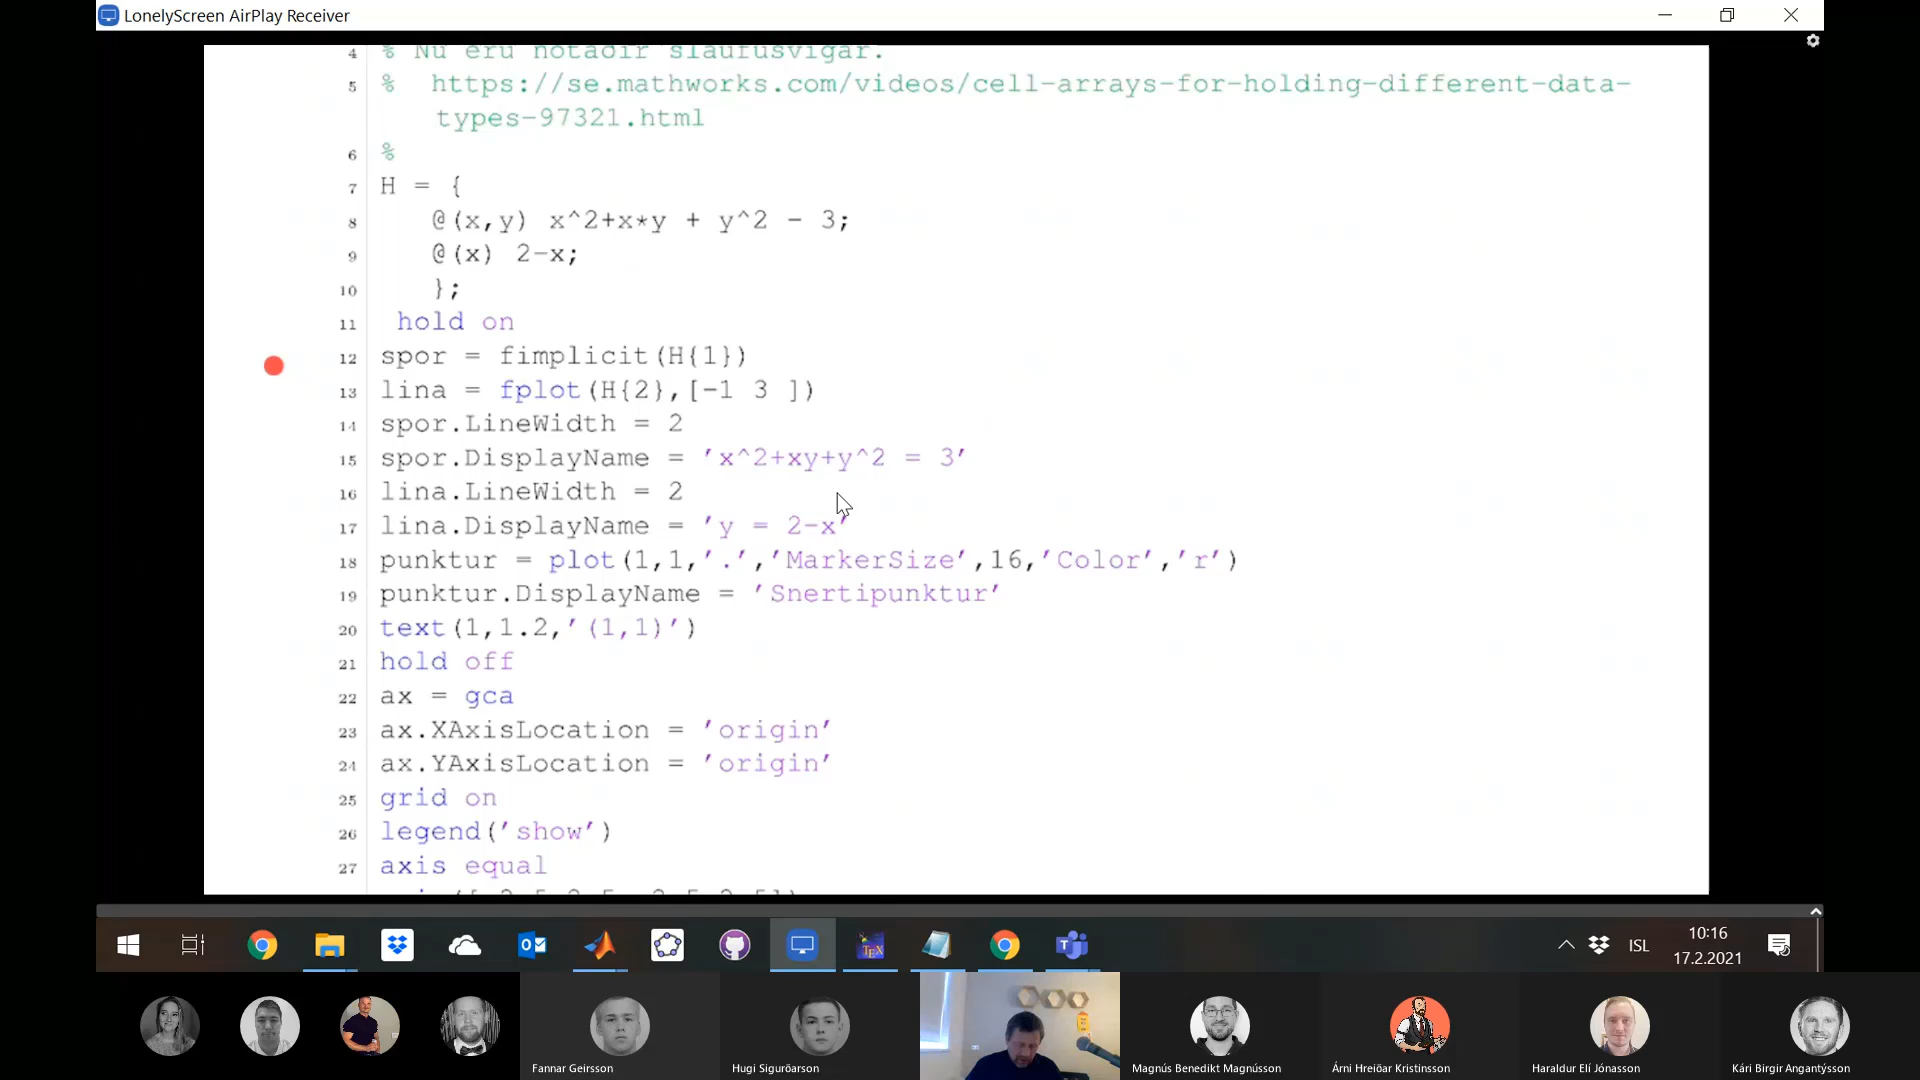 LonelyScreen AirPlay Receiver
4 % Nú eru notaðir slaufusvigar.
5 % https://se.mathworks.com/videos/cell-arrays-for-holding-different-data-
types-97321.html
6 %
7 H = {
8 @(x,y) x^2+x*y + y^2 - 3;
9 @(x) 2-x;
10 };
11 hold on
12 spor = fimplicit(H{1})
13 lina = fplot(H{2},[-1 3 ])
14 spor.LineWidth = 2
15 spor.DisplayName = 'x^2+xy+y^2 = 3'
16 lina.LineWidth = 2
17 lina.DisplayName = 'y = 2-x'
18 punktur = plot(1,1,'.','MarkerSize',16,'Color','r')
19 punktur.DisplayName = 'Snertipunktur'
20 text(1,1.2,'(1,1)')
21 hold off
22 ax = gca
23 ax.XAxisLocation = 'origin'
24 ax.YAxisLocation = 'origin'
25 grid on
26 legend('show')
27 axis equal
TEX
ISL
10:16
17.2.2021
Fannar Geirsson
Hugi Sigurðarson
Magnús Benedikt Magnússon
Árni Hreiðar Kristinsson
Haraldur Elí Jónasson
Kári Birgir Angantýsson